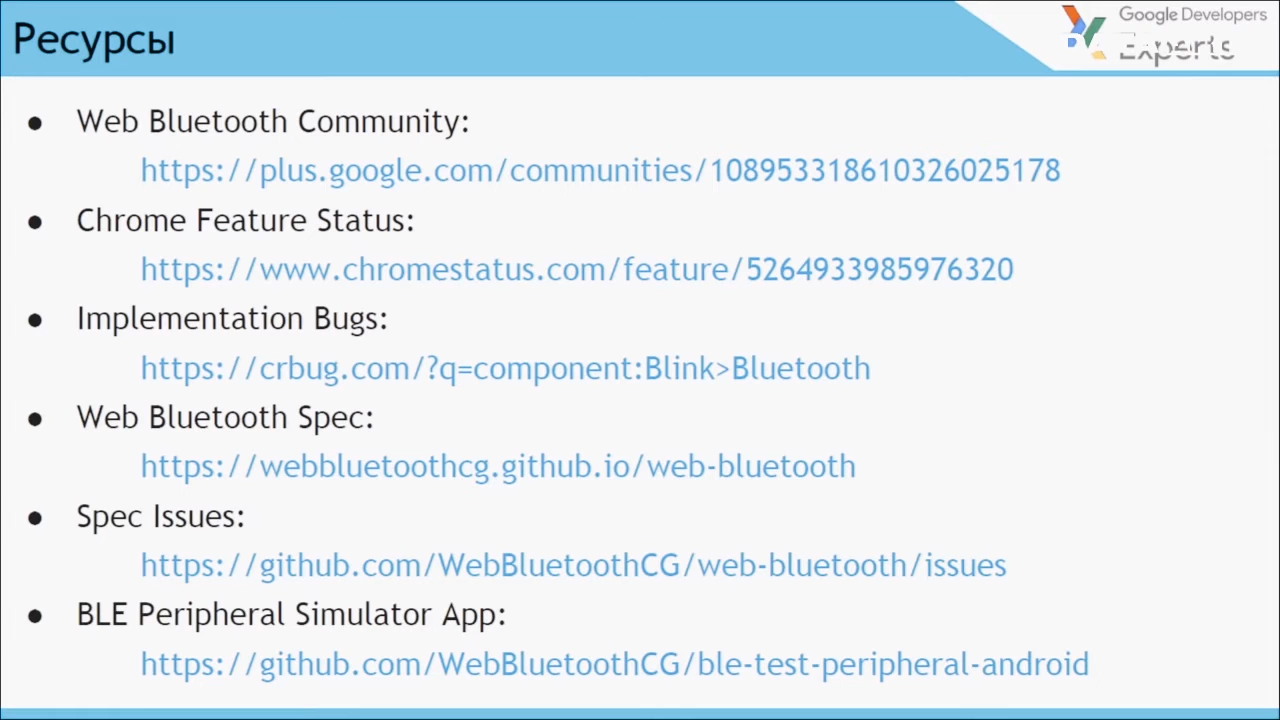 Ресурсы
Google Developers
Experts
● Web Bluetooth Community:
https://plus.google.com/communities/108953318610326025178
● Chrome Feature Status:
https://www.chromestatus.com/feature/5264933985976320
● Implementation Bugs:
https://crbug.com/?q=component:Blink>Bluetooth
● Web Bluetooth Spec:
https://webbluetoothcg.github.io/web-bluetooth
● Spec Issues:
https://github.com/WebBluetoothCG/web-bluetooth/issues
● BLE Peripheral Simulator App:
https://github.com/WebBluetoothCG/ble-test-peripheral-android